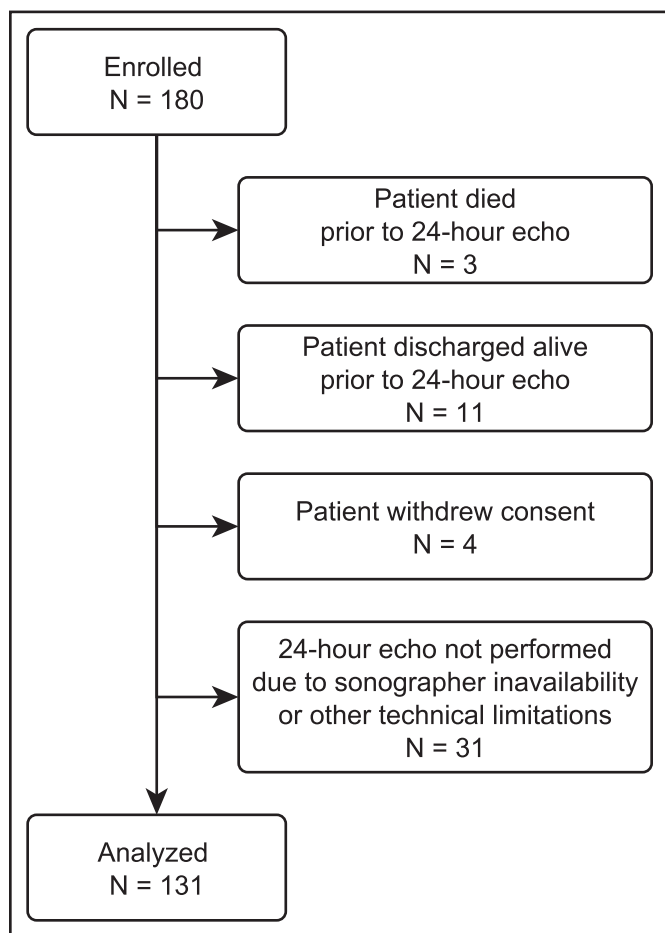 Enrolled
N = 180
Patient died
prior to 24-hour echo
N = 3
Patient discharged alive
prior to 24-hour echo
N = 11
Patient withdrew consent
N = 4
24-hour echo not performed
due to sonographer inavailability
or other technical limitations
N = 31
Analyzed
N = 131